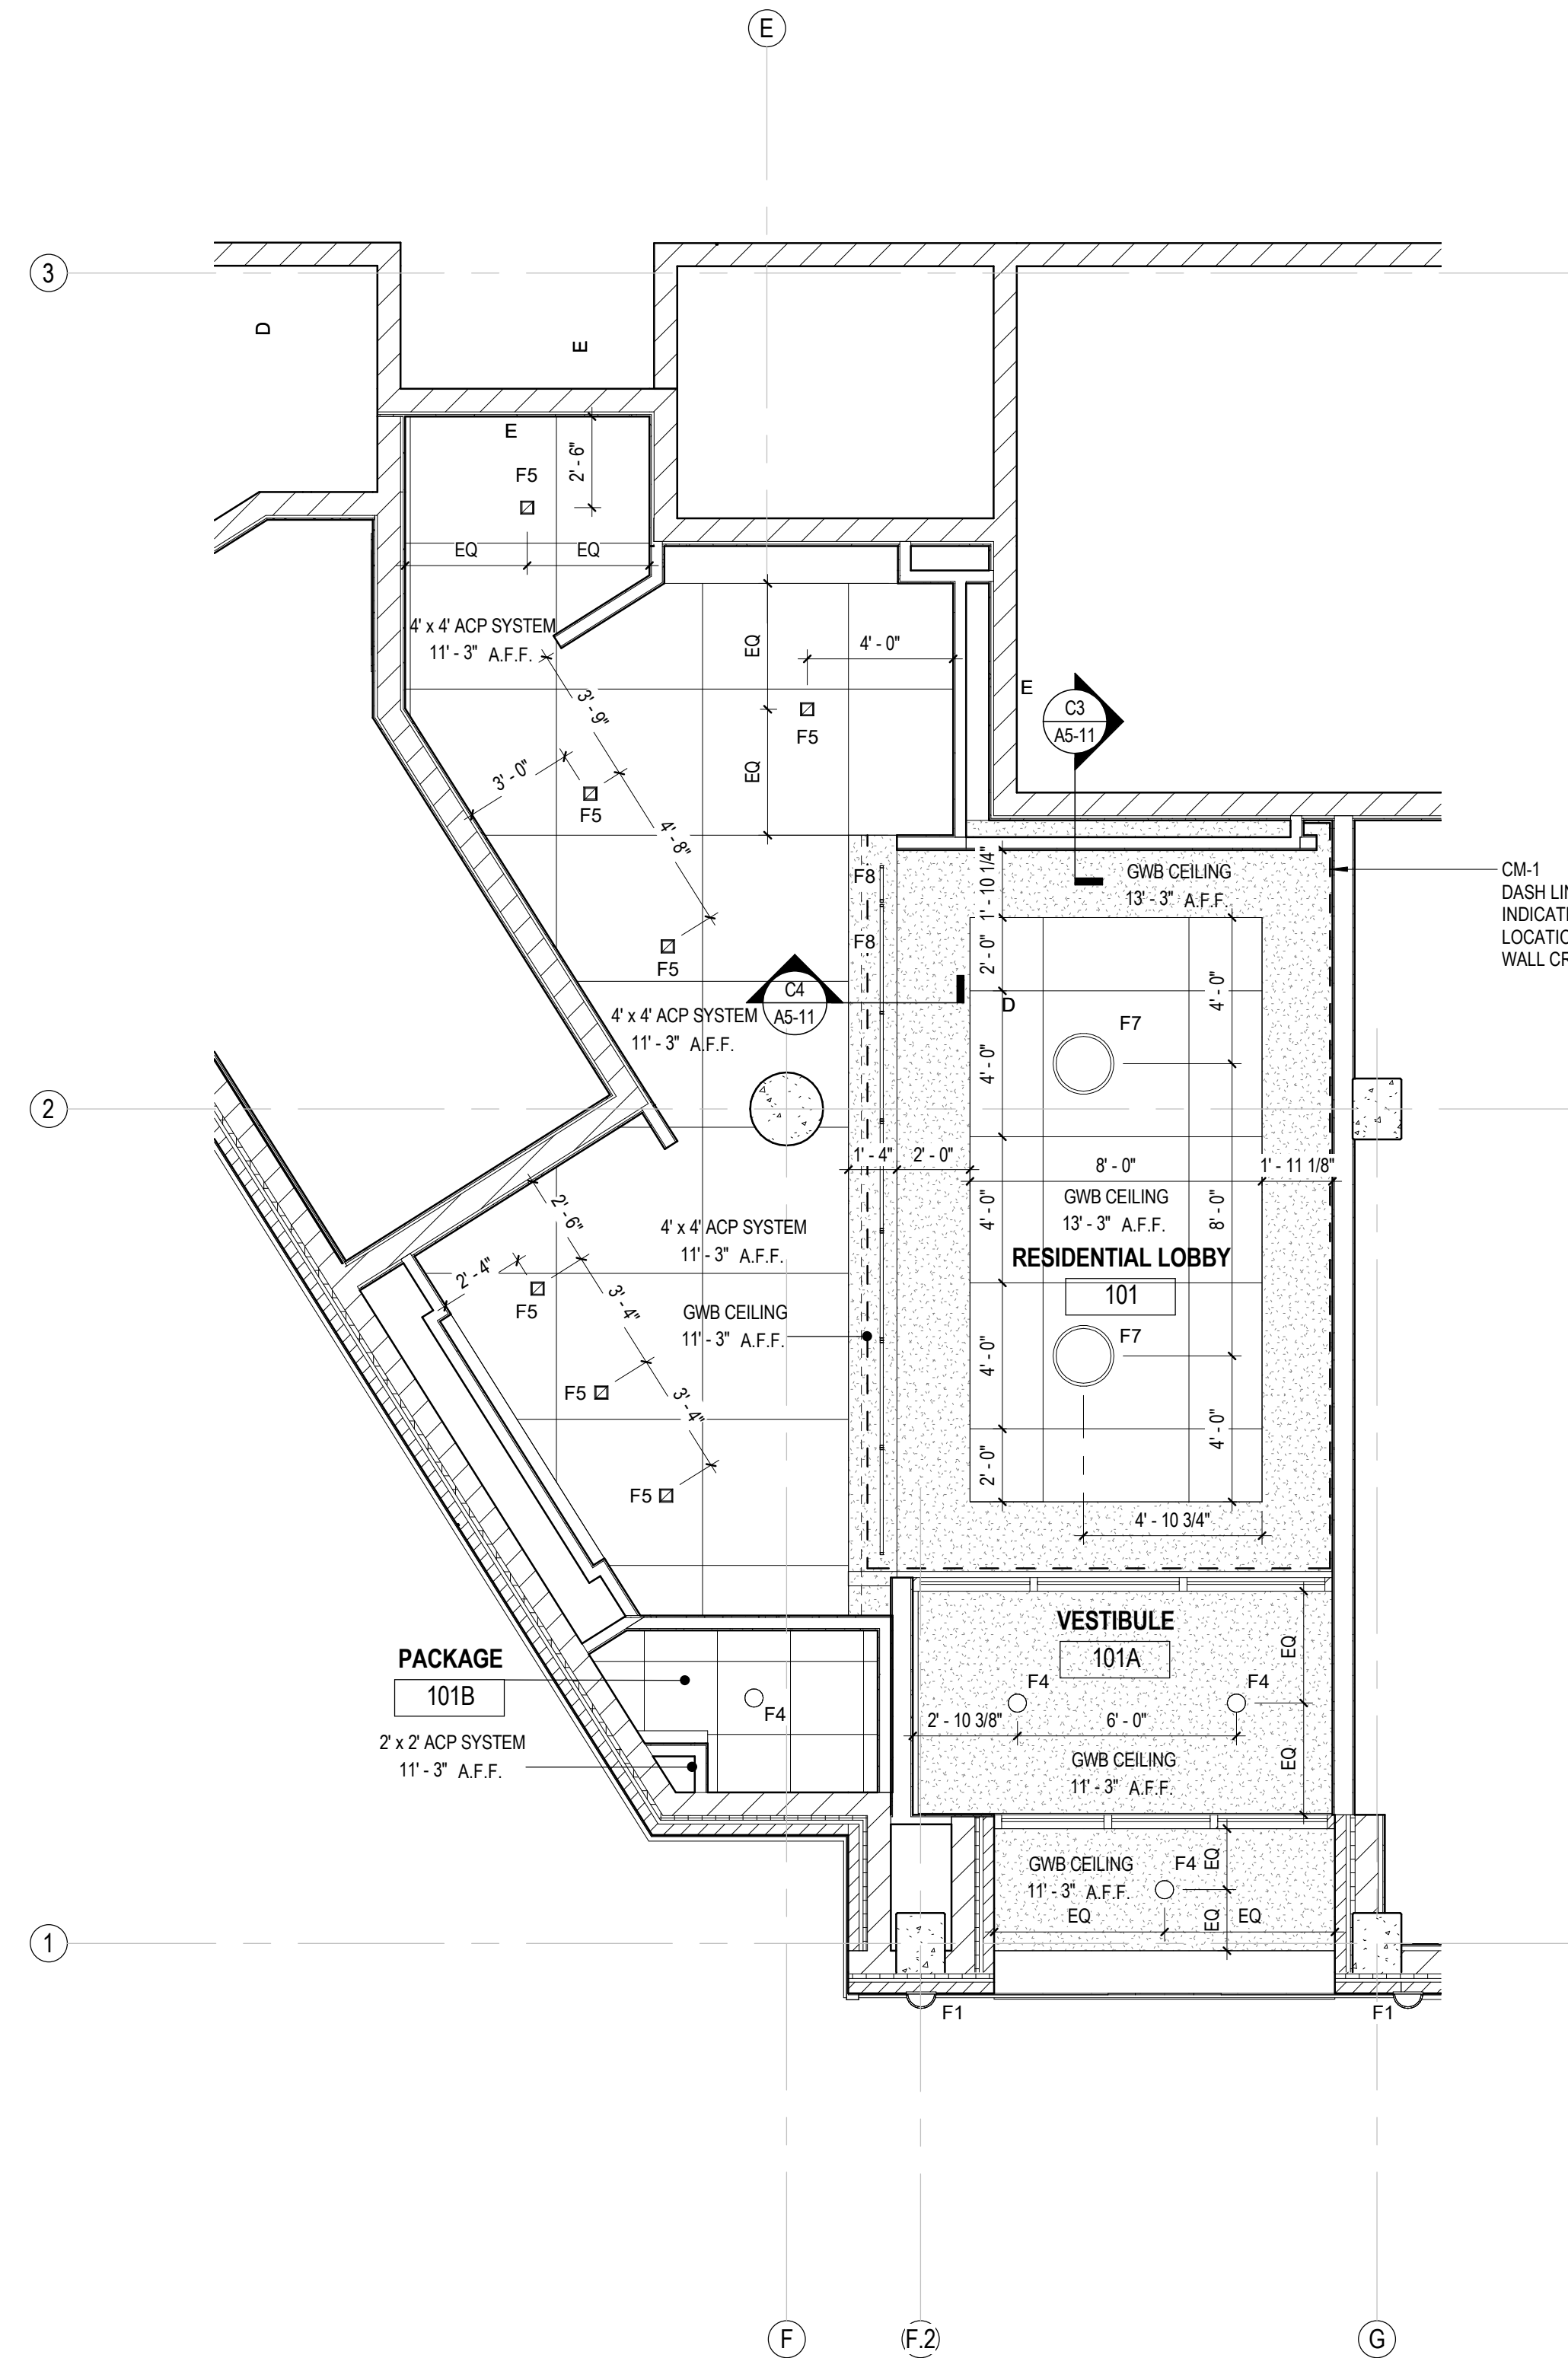 E
3
D
E
E
F5
2' - 6"
EQ
EQ
4' x 4' ACP SYSTEM
11' - 3" A.F.F.
EQ
4' - 0"
3' - 9"
E
C3
A5-11
F5
3' - 0"
EQ
F5
4' - 8"
F8
1' - 10 1/4"
GWB CEILING
13' - 3" A.F.F.
CM-1
DASH LIN
INDICAT
LOCATIO
WALL CR
F8
2' - 0"
F5
4' - 0"
C4
A5-11
D
4' x 4' ACP SYSTEM
11' - 3" A.F.F.
F7
4' - 0"
2
1' - 4"
2' - 0"
8' - 0"
1' - 11 1/8"
2' - 6"
4' x 4' ACP SYSTEM
11' - 3" A.F.F.
4' - 0"
GWB CEILING
13' - 3" A.F.F.
8' - 0"
RESIDENTIAL LOBBY
101
2' - 4"
F5
3' - 4"
GWB CEILING
11' - 3" A.F.F.
F7
4' - 0"
F5
3' - 4"
4' - 0"
2' - 0"
F5
4' - 10 3/4"
VESTIBULE
101A
EQ
PACKAGE
101B
F4
F4
F4
2' - 10 3/8"
6' - 0"
2' x 2' ACP SYSTEM
11' - 3" A.F.F.
GWB CEILING
11' - 3" A.F.F.
EQ
GWB CEILING
11' - 3" A.F.F.
F4
EQ
EQ
EQ
EQ
1
F1
F1
F
F.2
G